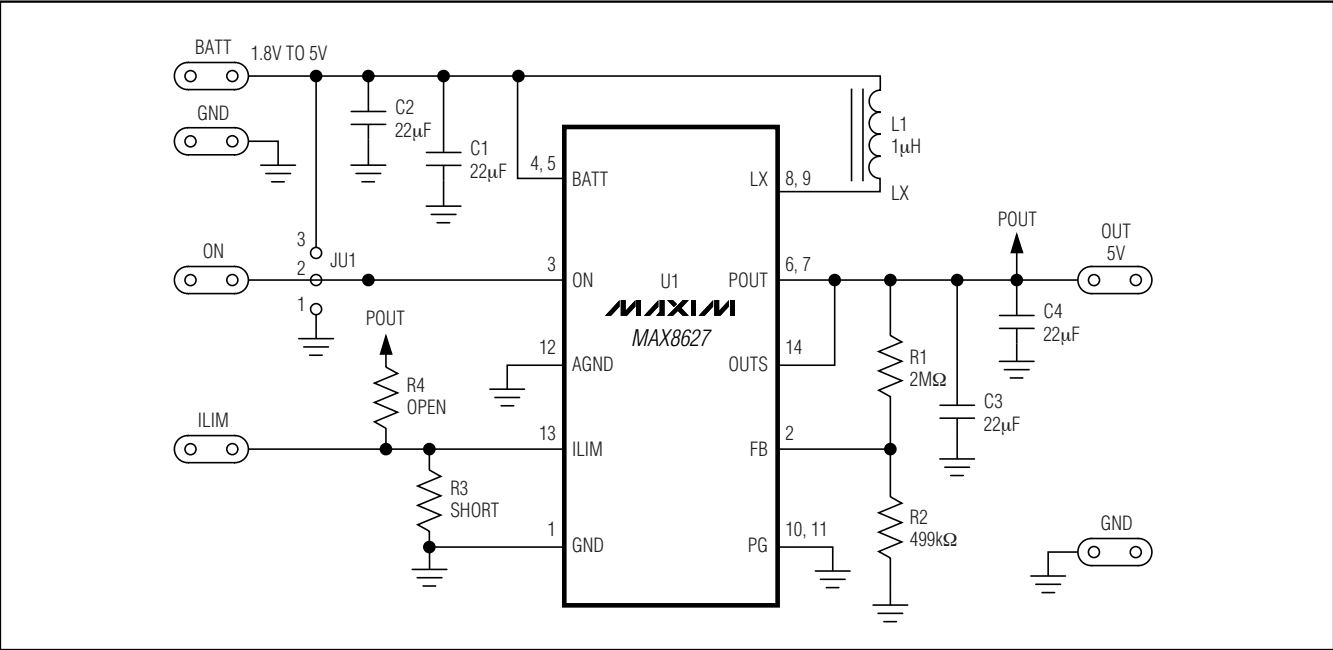 BATT
1.8V TO 5V
GND
C2
22μF
C1
22μF
L1
1μH
LX
4, 5
BATT
LX
8, 9
ON
3
2
1
JU1
3
ON
U1
MAXIM
MAX8627
POUT
6, 7
POUT
OUT
5V
C4
22μF
POUT
R4
OPEN
12
AGND
OUTS
14
R1
2MΩ
C3
22μF
ILIM
13
ILIM
FB
2
R3
SHORT
1
GND
PG
10, 11
R2
499kΩ
GND